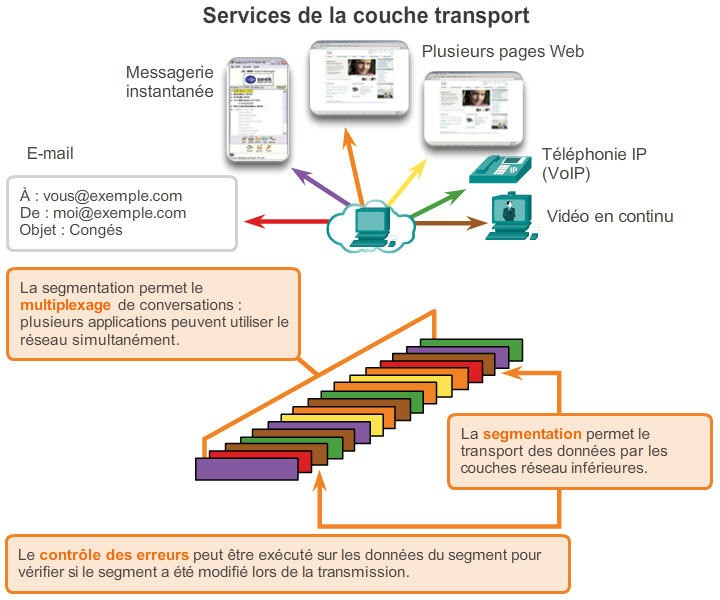 Services de la couche transport
Messagerie
instantanée
Plusieurs pages Web
seek
E-mail
À : vous@exemple.com
De : moi@exemple.com
Objet : Congés
Téléphonie IP
(VoIP)
IP
Vidéo en continu
La segmentation permet le
multiplexage de conversations :
plusieurs applications peuvent utiliser le
réseau simultanément.
La segmentation permet le
transport des données par les
couches réseau inférieures.
Le contrôle des erreurs peut être exécuté sur les données du segment pour
vérifier si le segment a été modifié lors de la transmission.